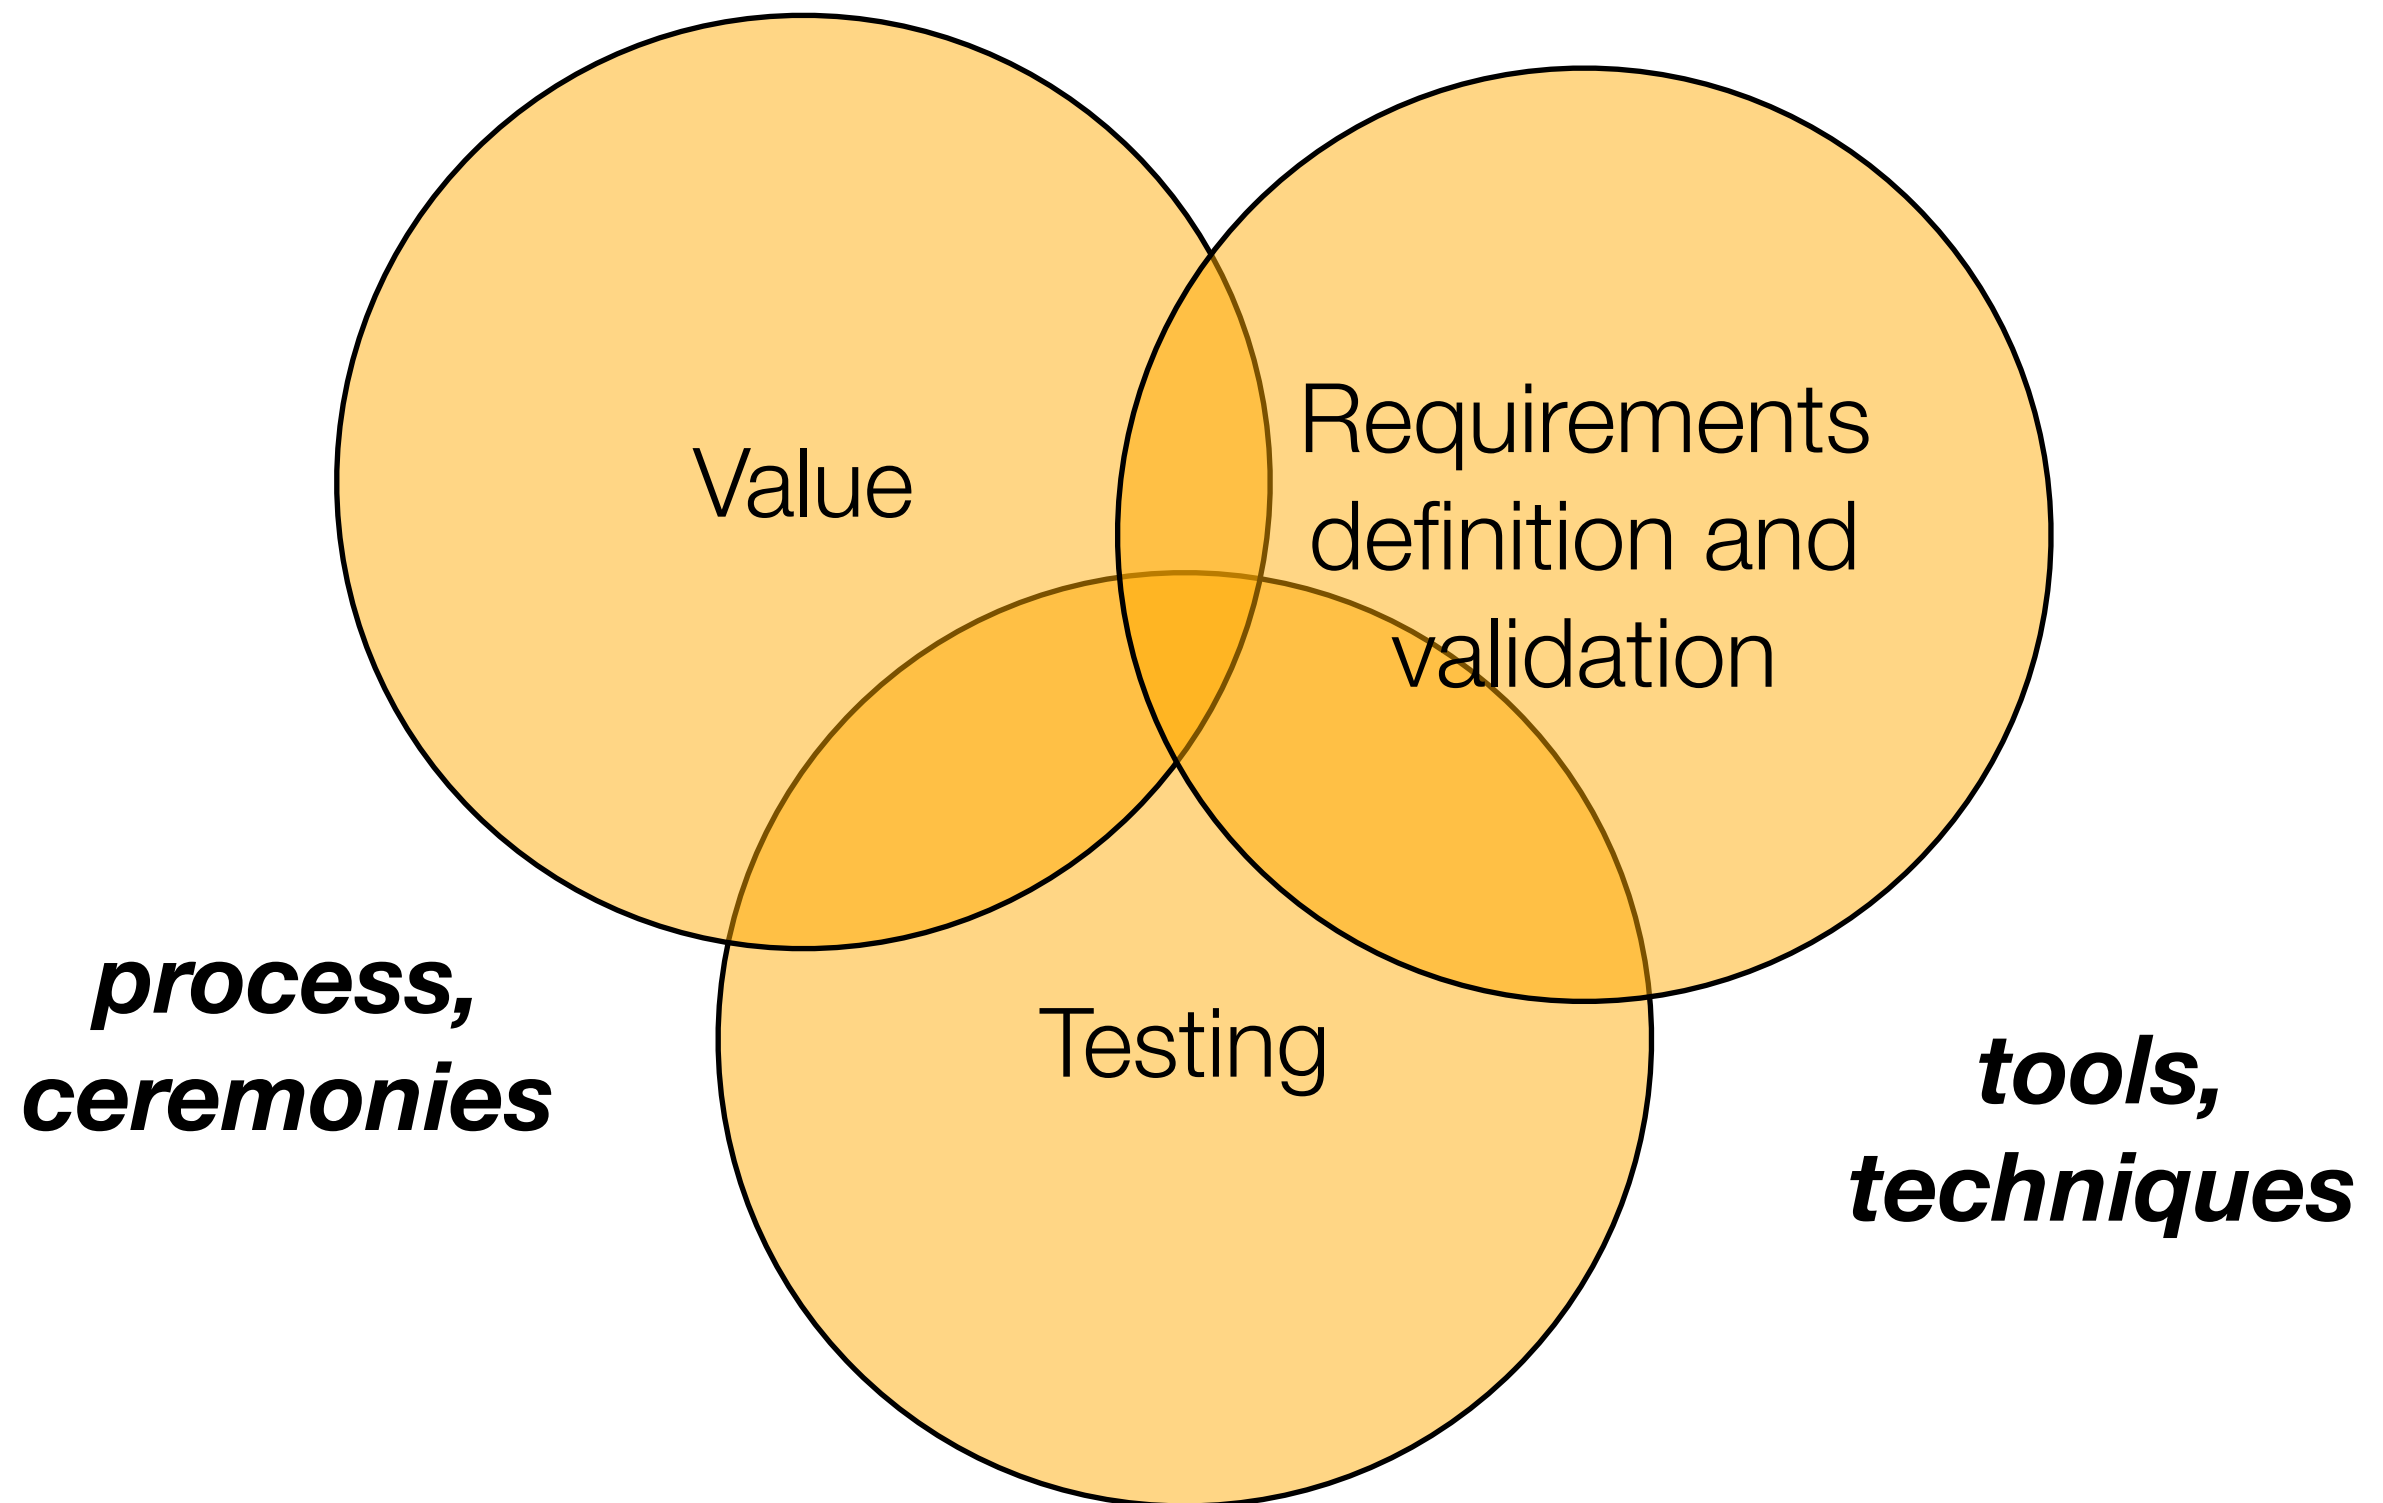 Value
Requirements
definition and
validation
process,
ceremonies
Testing
tools,
techniques